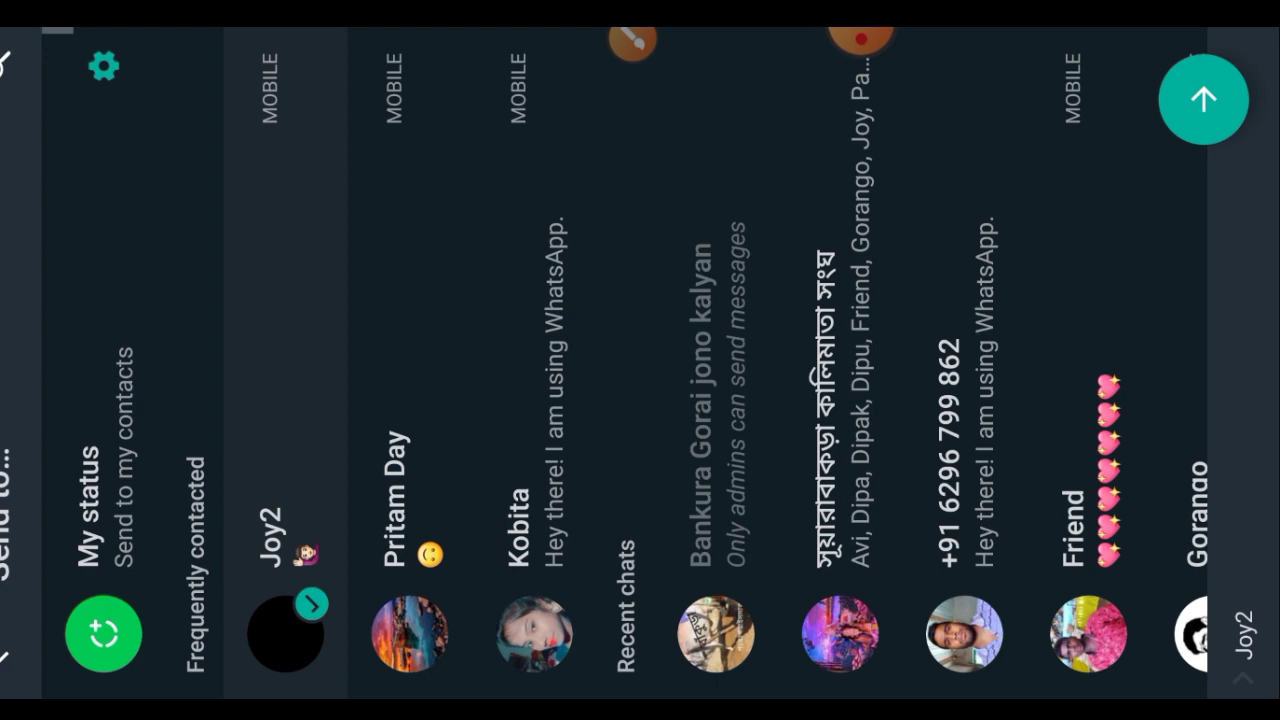 Send to...
My status
Send to my contacts
Frequently contacted
Joy2
MOBILE
Pritam Day
MOBILE
Kobita
MOBILE
Hey there! I am using WhatsApp.
Recent chats
Bankura Gorai jono kalyan
Only admins can send messages
সুয়ারাবাকড়া কালিমাতা সংঘ
Avi, Dipa, Dipak, Dipu, Friend, Gorango, Joy, Pa...
+91 6296 799 862
Hey there! I am using WhatsApp.
Friend
MOBILE
💖💖💖💖💖💖💖
Gorango
Joy2